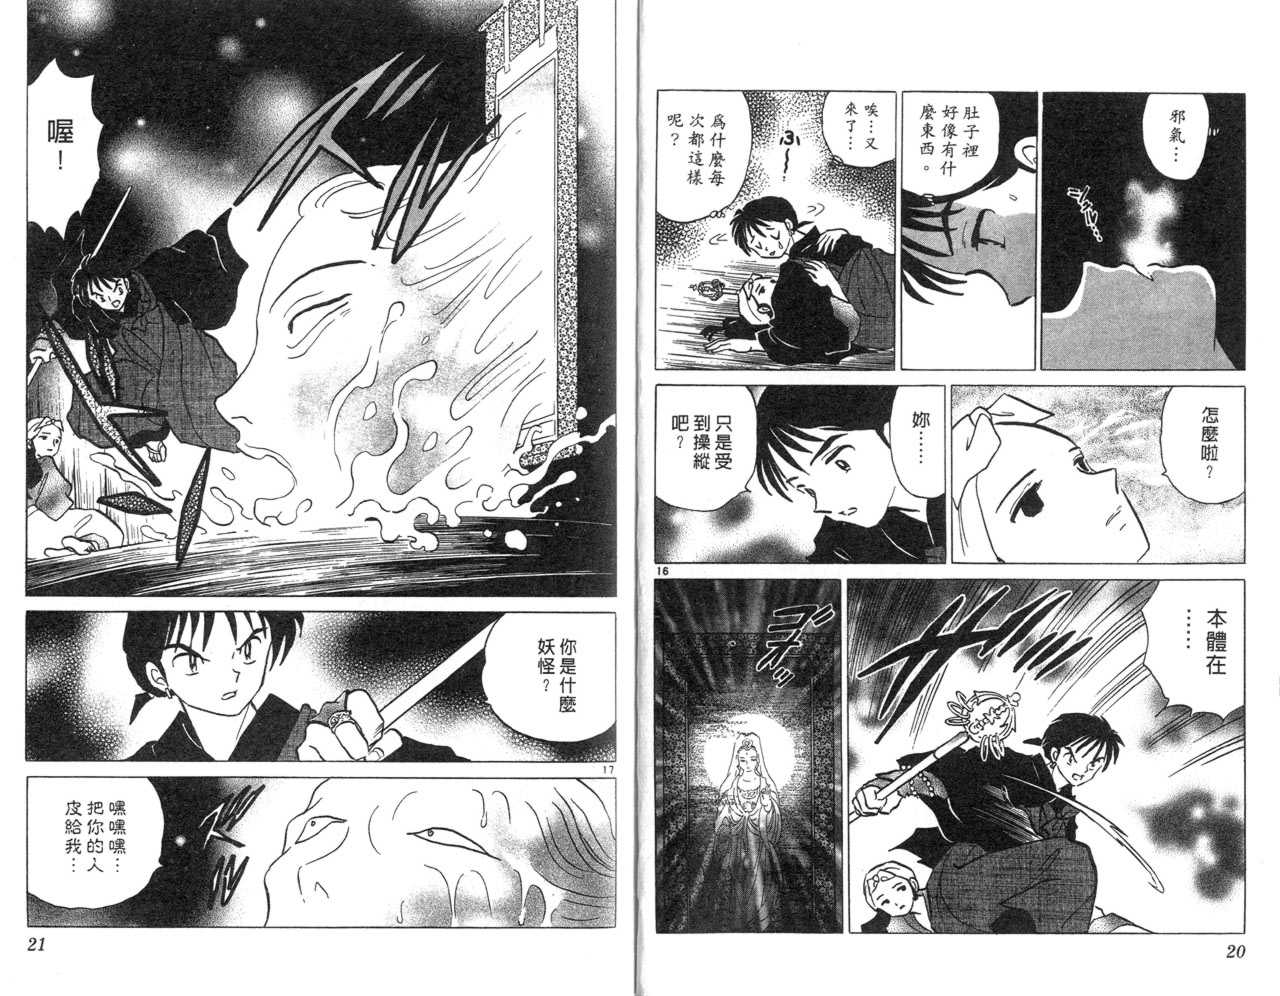 邪氣…
肚子裡
好像有什
麼東西。
唉…又
來了…
ふ
為什麼每
次都這樣
呢？
怎麼啦？
妳……
只是受
到操縱
吧？
16
本體在
……
20
喔！
你是什麼
妖怪？
17
嘿嘿嘿…
把你的人
皮給我…
21